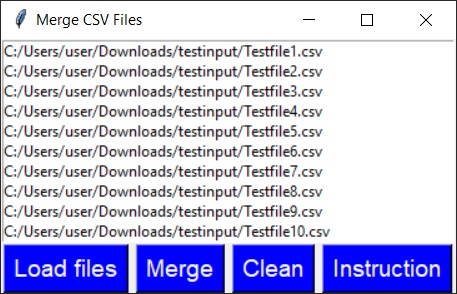 Merge CSV Files
C:/Users/user/Downloads/testinput/Testfile1.csv
C:/Users/user/Downloads/testinput/Testfile2.csv
C:/Users/user/Downloads/testinput/Testfile3.csv
C:/Users/user/Downloads/testinput/Testfile4.csv
C:/Users/user/Downloads/testinput/Testfile5.csv
C:/Users/user/Downloads/testinput/Testfile6.csv
C:/Users/user/Downloads/testinput/Testfile7.csv
C:/Users/user/Downloads/testinput/Testfile8.csv
C:/Users/user/Downloads/testinput/Testfile9.csv
C:/Users/user/Downloads/testinput/Testfile10.csv
Load files Merge Clean Instruction